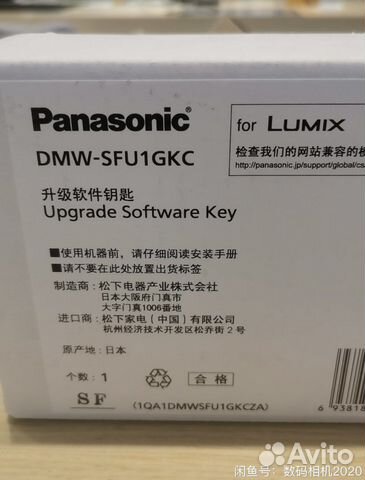 Panasonic
for LUMIX
DMW-SFU1GKC
检查我们的网站兼容的
http://panasonic.jp/support/global/cs
升级软件钥匙
Upgrade Software Key
■使用机器前，请仔细阅读安装手册
■请不要在此处放置出货标签
制造商：松下电器产业株式会社
日本大阪府门真市
大字门真1006番地
进口商：松下家电（中国）有限公司
杭州经济技术开发区松乔街2号
原产地：日本
个数：1
合格
SF
(1QA1DMWSFU1GKCZA)
6 93818
Avito
闲鱼号：数码相机2020